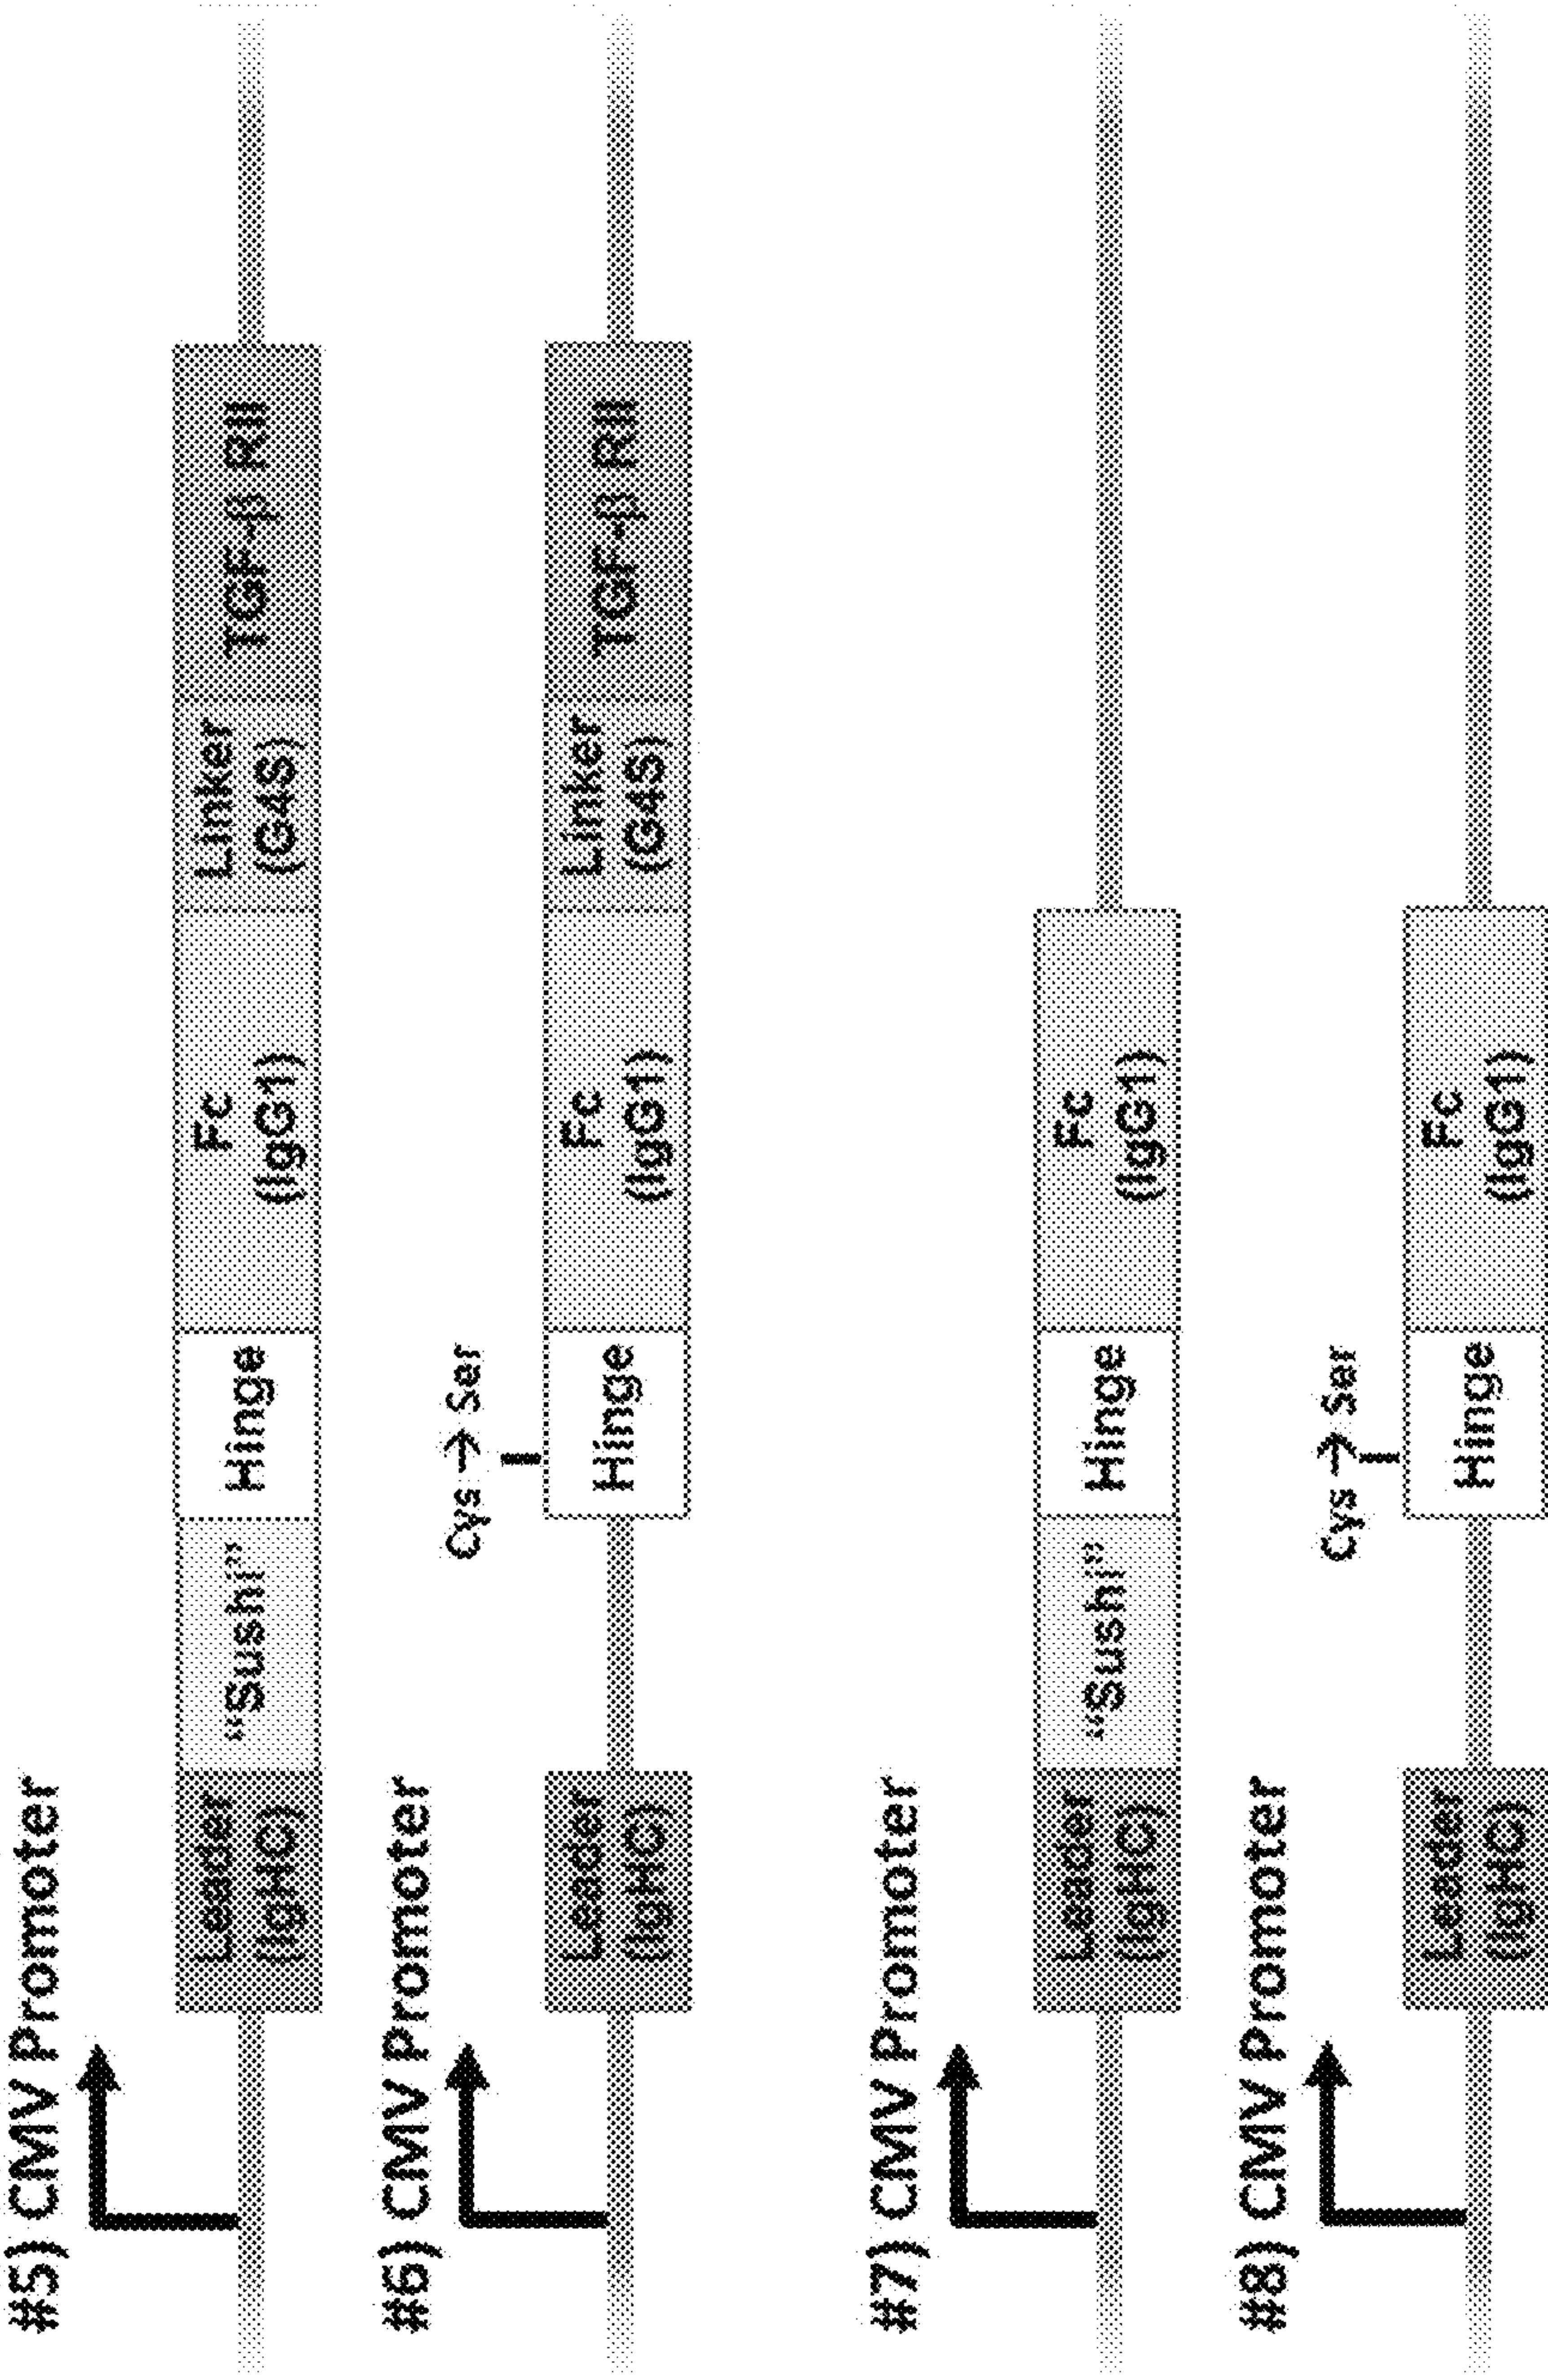 #5) CMV Promoter
Leader
(IgHC)
"Sushi"
Hinge
Fc
(IgG1)
Linker
(G4S)
TGF-β RII
#6) CMV Promoter
Cys → Ser
Leader
(IgHC)
Hinge
Fc
(IgG1)
Linker
(G4S)
TGF-β RII
#7) CMV Promoter
Leader
(IgHC)
"Sushi"
Hinge
Fc
(IgG1)
#8) CMV Promoter
Cys → Ser
Leader
(IgHC)
Hinge
Fc
(IgG1)